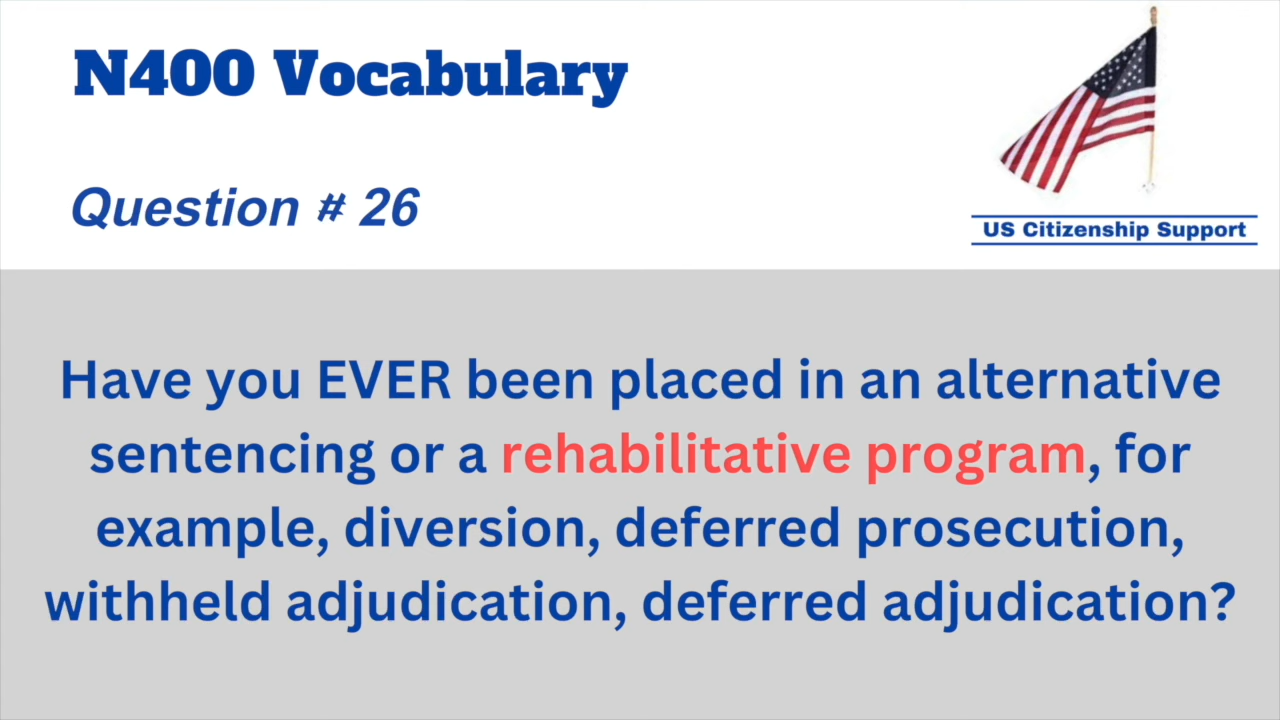 N400 Vocabulary
Question # 26
US Citizenship Support
Have you EVER been placed in an alternative
sentencing or a rehabilitative program, for
example, diversion, deferred prosecution,
withheld adjudication, deferred adjudication?